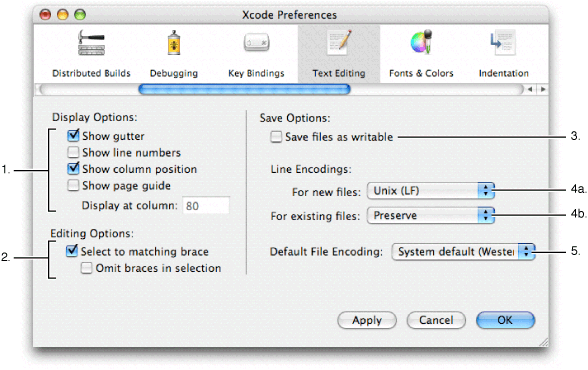 Xcode Preferences
Distributed Builds Debugging Key Bindings Text Editing Fonts & Colors Indentation
Display Options:
1.
Show gutter
Show line numbers
Show column position
Show page guide
Display at column: 80
Editing Options:
2.
Select to matching brace
Omit braces in selection
Save Options:
Save files as writable
3.
Line Encodings:
For new files: Unix (LF)
4a.
For existing files: Preserve
4b.
Default File Encoding: System default (Wester
5.
Apply Cancel OK